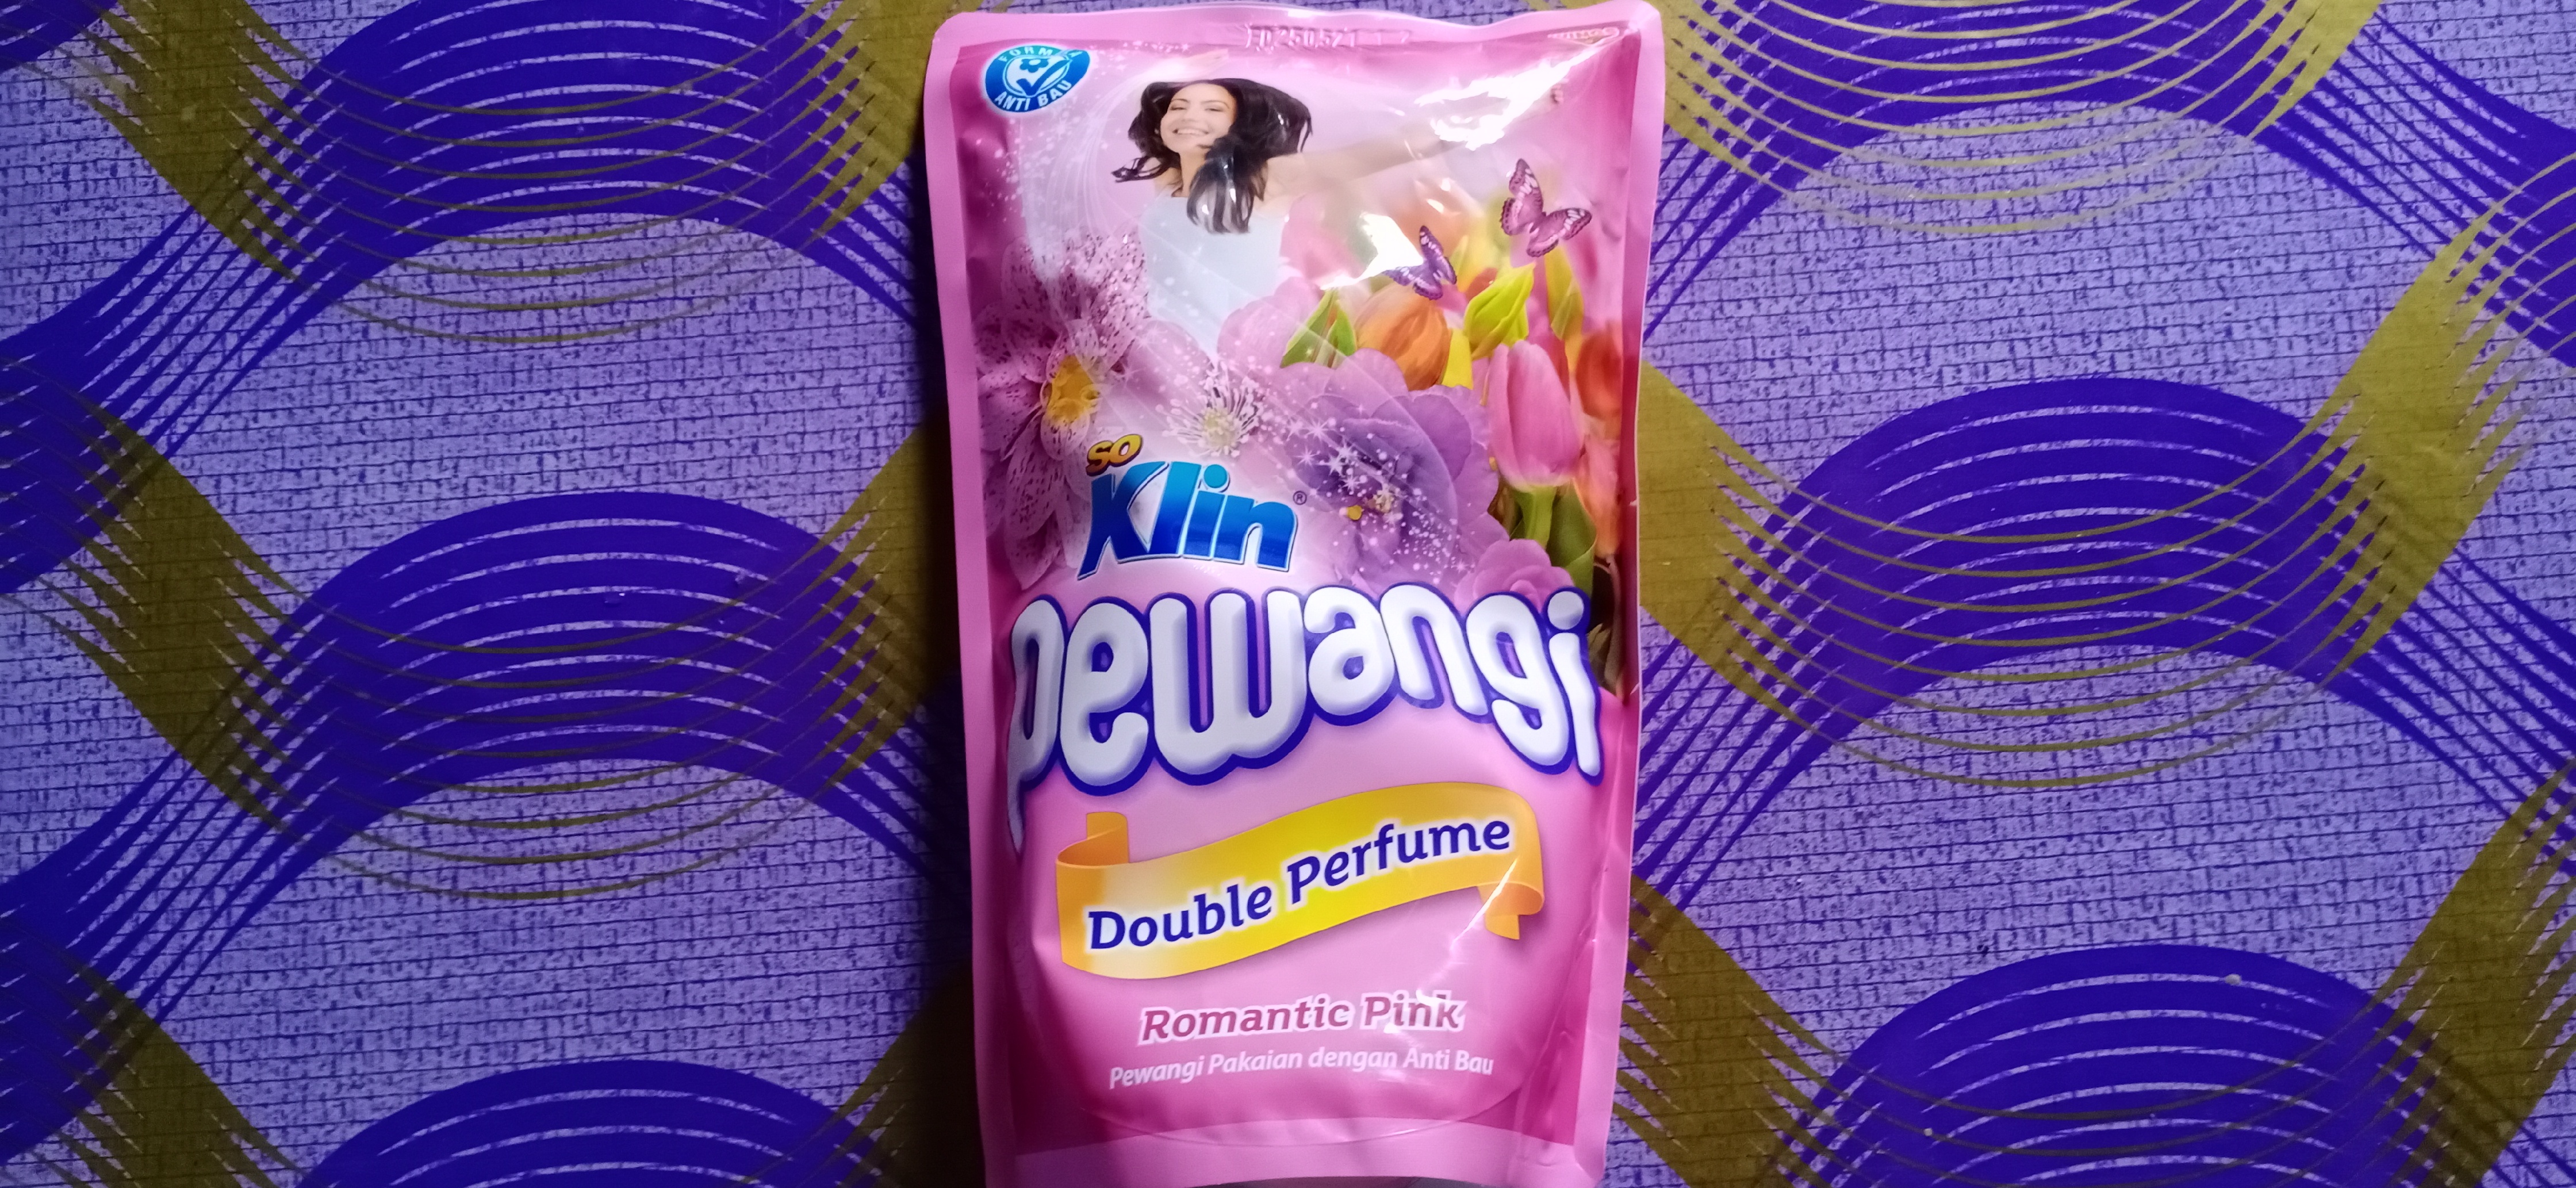 FORMULA
ANTI BAU
so
Klin®
pewangi
Double Perfume
Romantic Pink
Pewangi Pakaian dengan Anti Bau